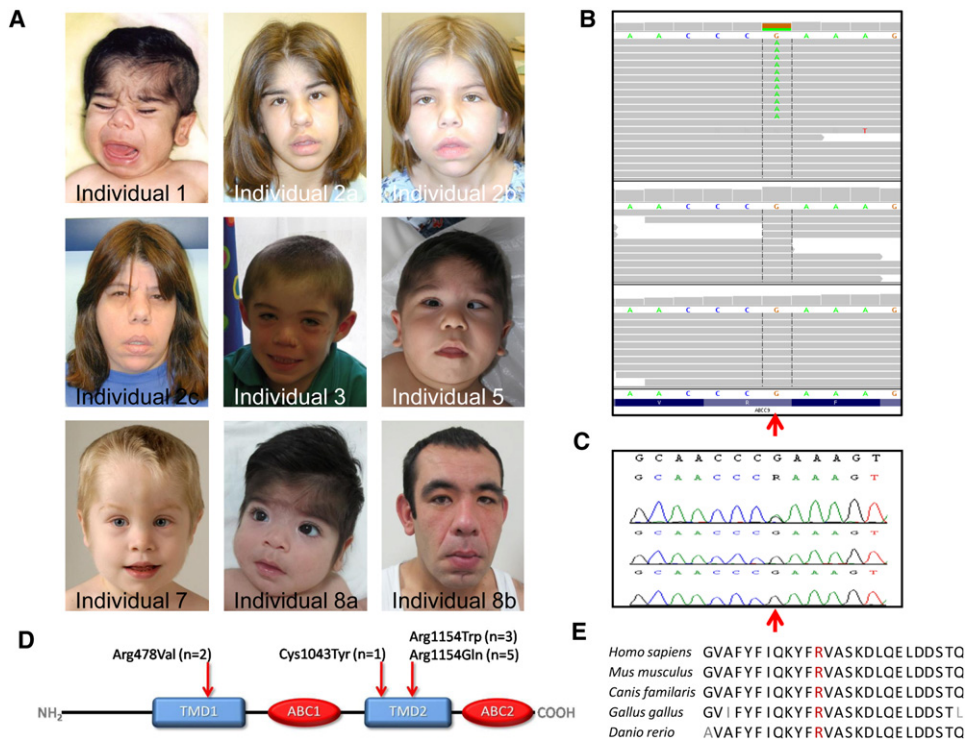 A
Individual 1
Individual 2a
Individual 2b
Individual 2c
Individual 3
Individual 5
Individual 7
Individual 8a
Individual 8b
B
A A C C C G A A A G
A
A
A
A
A
A
A
A
A
T
A A C C C G A A A G
A A C C C G A A A G
A A C C C G A A A G
V R F
ABCC9
C
G C A A C C C G A A A G T
G C A A C C C R A A A G T
G C A A C C C G A A A G T
G C A A C C C G A A A G T
D
Arg478Val (n=2)
Cys1043Tyr (n=1)
Arg1154Trp (n=3)
Arg1154Gln (n=5)
NH2
TMD1
ABC1
TMD2
ABC2
COOH
E
Homo sapiens GVAFYFIQKYFRVASKDLQELDDSTQ
Mus musculus GVAFYFIQKYFRVASKDLQELDDSTQ
Canis familaris GVAFYFIQKYFRVASKDLQELDDSTQ
Gallus gallus GVIFYFIQKYFRVASKDLQELDDSTL
Danio rerio AVAFYFIQKYFRVASKDLQELDDSTQ